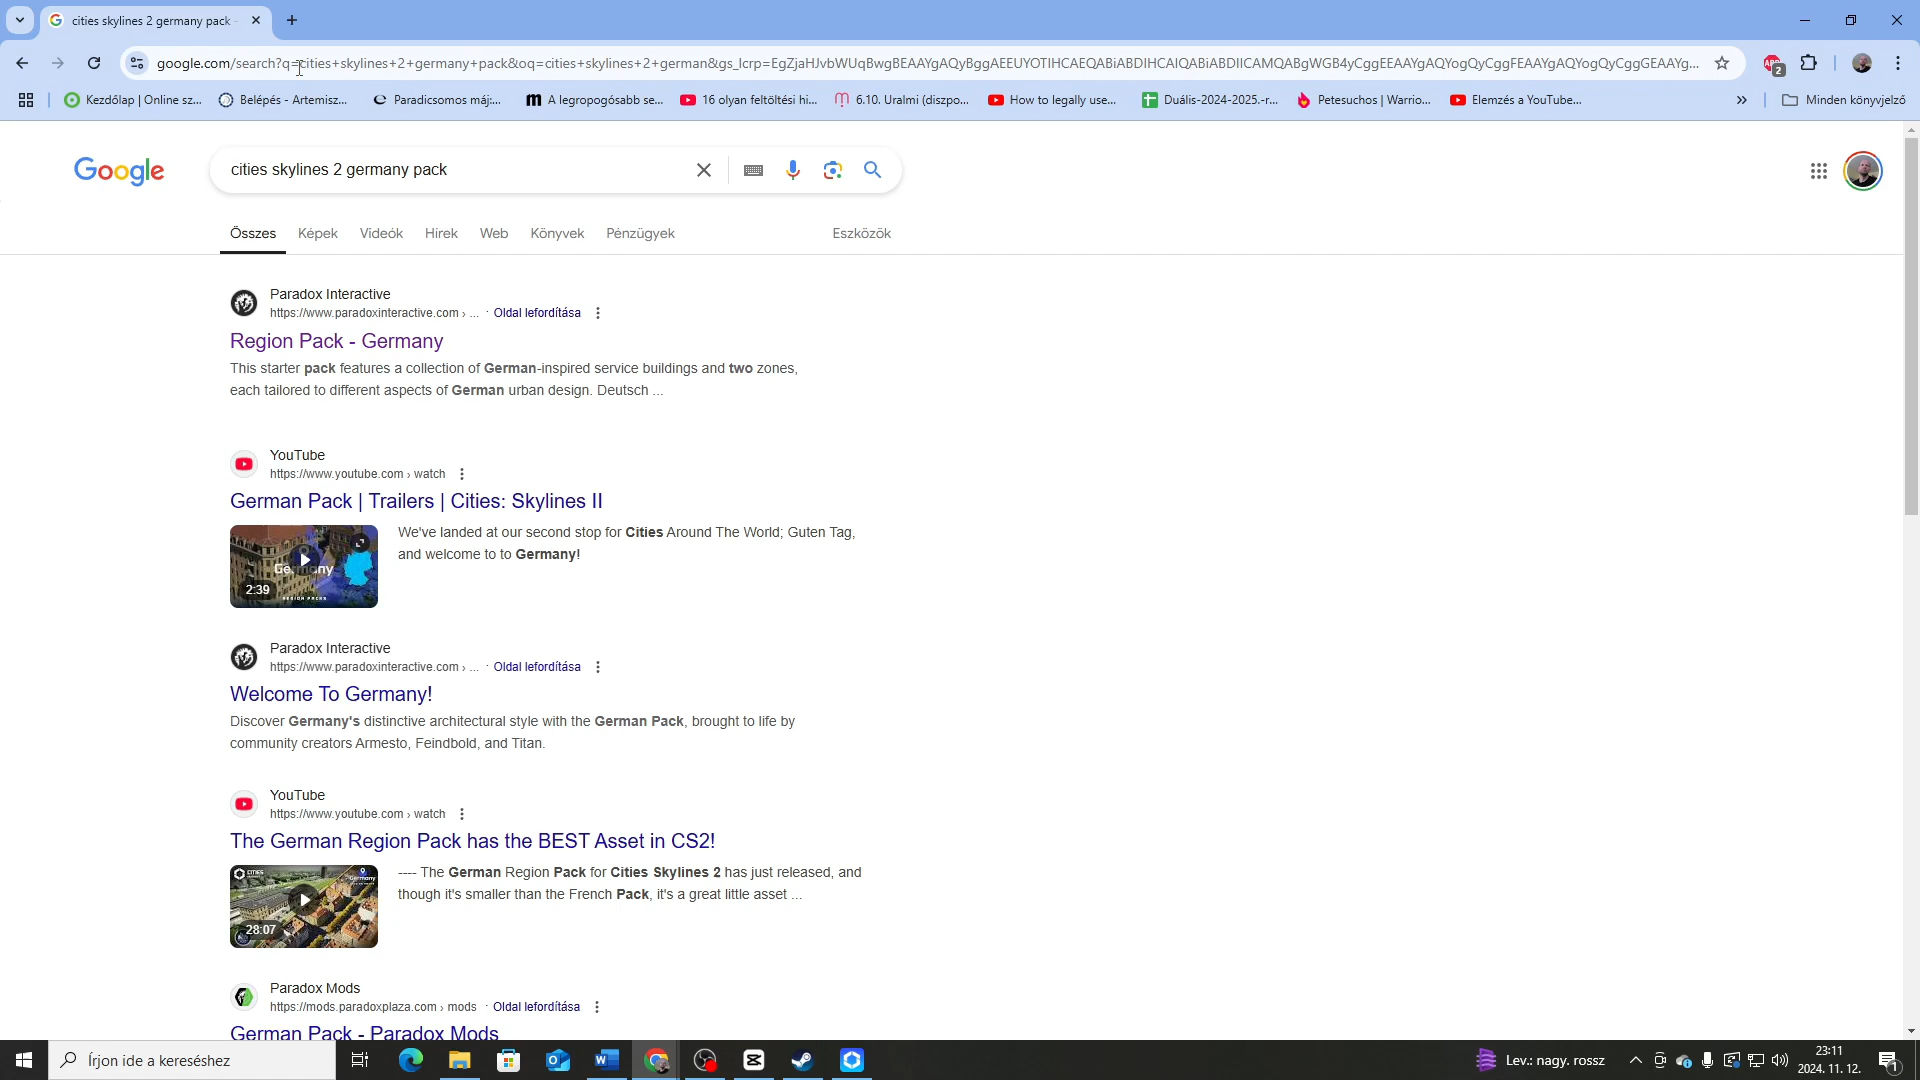 cities skylines 2 germany pack -
google.com/search?q=cities+skylines+2+germany+pack&oq=cities+skylines+2+german&gs_lcrp=EgZjaHJvbWUqBwgBEAAYgAQyBggAEEUYOTIHCAEQABiABDIHCAIQABiABDIICAMQABgWGB4yCggEEAAYgAQYogQyCggFEAAYgAQYogQyCggGEAAYg...
Kezdőlap | Online sz...
Belépés - Artemisz...
Paradicsomos máj:...
A legropogósabb se...
16 olyan feltöltési hi...
6.10. Uralmi (diszpo...
How to legally use...
Duális-2024-2025.-r...
Petesuchos | Warrio...
Elemzés a YouTube...
Minden könyvjelző
Google
cities skylines 2 germany pack
Összes Képek Videók Hírek Web Könyvek Pénzügyek Eszközök
Paradox Interactive
https://www.paradoxinteractive.com › ... · Oldal lefordítása
Region Pack - Germany
This starter pack features a collection of German-inspired service buildings and two zones,
each tailored to different aspects of German urban design. Deutsch ...
YouTube
https://www.youtube.com › watch
German Pack | Trailers | Cities: Skylines II
We've landed at our second stop for Cities Around The World; Guten Tag,
and welcome to to Germany!
Germany
REGION PACKS
2:39
Paradox Interactive
https://www.paradoxinteractive.com › ... · Oldal lefordítása
Welcome To Germany!
Discover Germany's distinctive architectural style with the German Pack, brought to life by
community creators Armesto, Feindbold, and Titan.
YouTube
https://www.youtube.com › watch
The German Region Pack has the BEST Asset in CS2!
---- The German Region Pack for Cities Skylines 2 has just released, and
though it's smaller than the French Pack, it's a great little asset ...
CITIES
Germany
28:07
Paradox Mods
https://mods.paradoxplaza.com › mods · Oldal lefordítása
German Pack - Paradox Mods
Írjon ide a kereséshez
Lev.: nagy. rossz
23:11
2024. 11. 12.
ABP
2
1